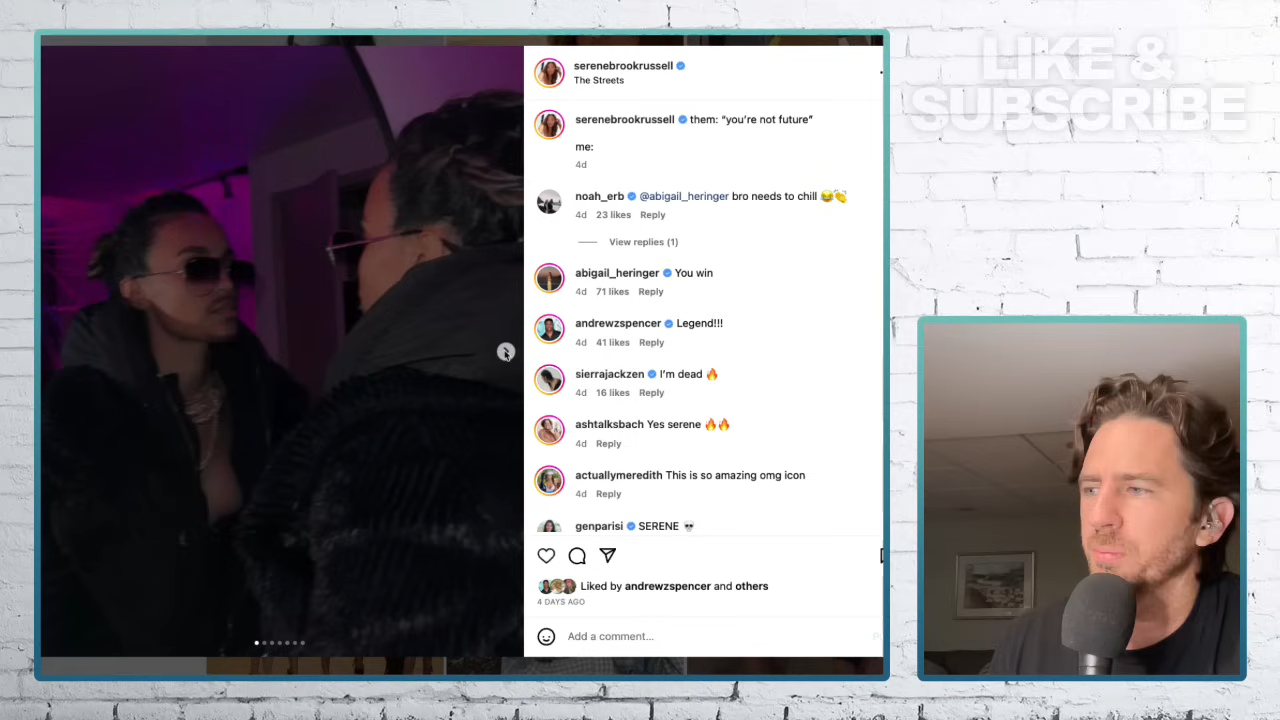 LIKE &
SUBSCRIBE
serenebrookrussell
The Streets
serenebrookrussell them: “you’re not future”
me:
4d
noah_erb @abigail_heringer bro needs to chill 😂👏
4d 23 likes Reply
View replies (1)
abigail_heringer You win
4d 71 likes Reply
andrewzspencer Legend!!!
4d 41 likes Reply
sierrajackzen I’m dead 🔥
4d 16 likes Reply
ashtalksbach Yes serene 🔥🔥
4d Reply
actuallymeredith This is so amazing omg icon
4d Reply
genparisi SERENE 💀
Liked by andrewzspencer and others
4 DAYS AGO
Add a comment...